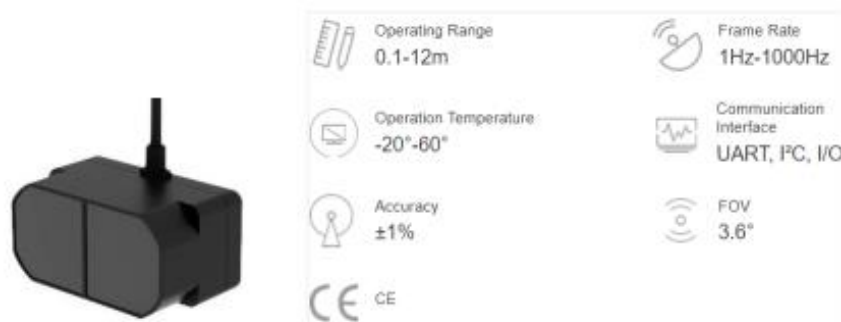 Operating Range
0.1-12m
Frame Rate
1Hz-1000Hz
Operation Temperature
-20°-60°
Communication
Interface
UART, I²C, I/O
Accuracy
±1%
FOV
3.6°
CE
CE